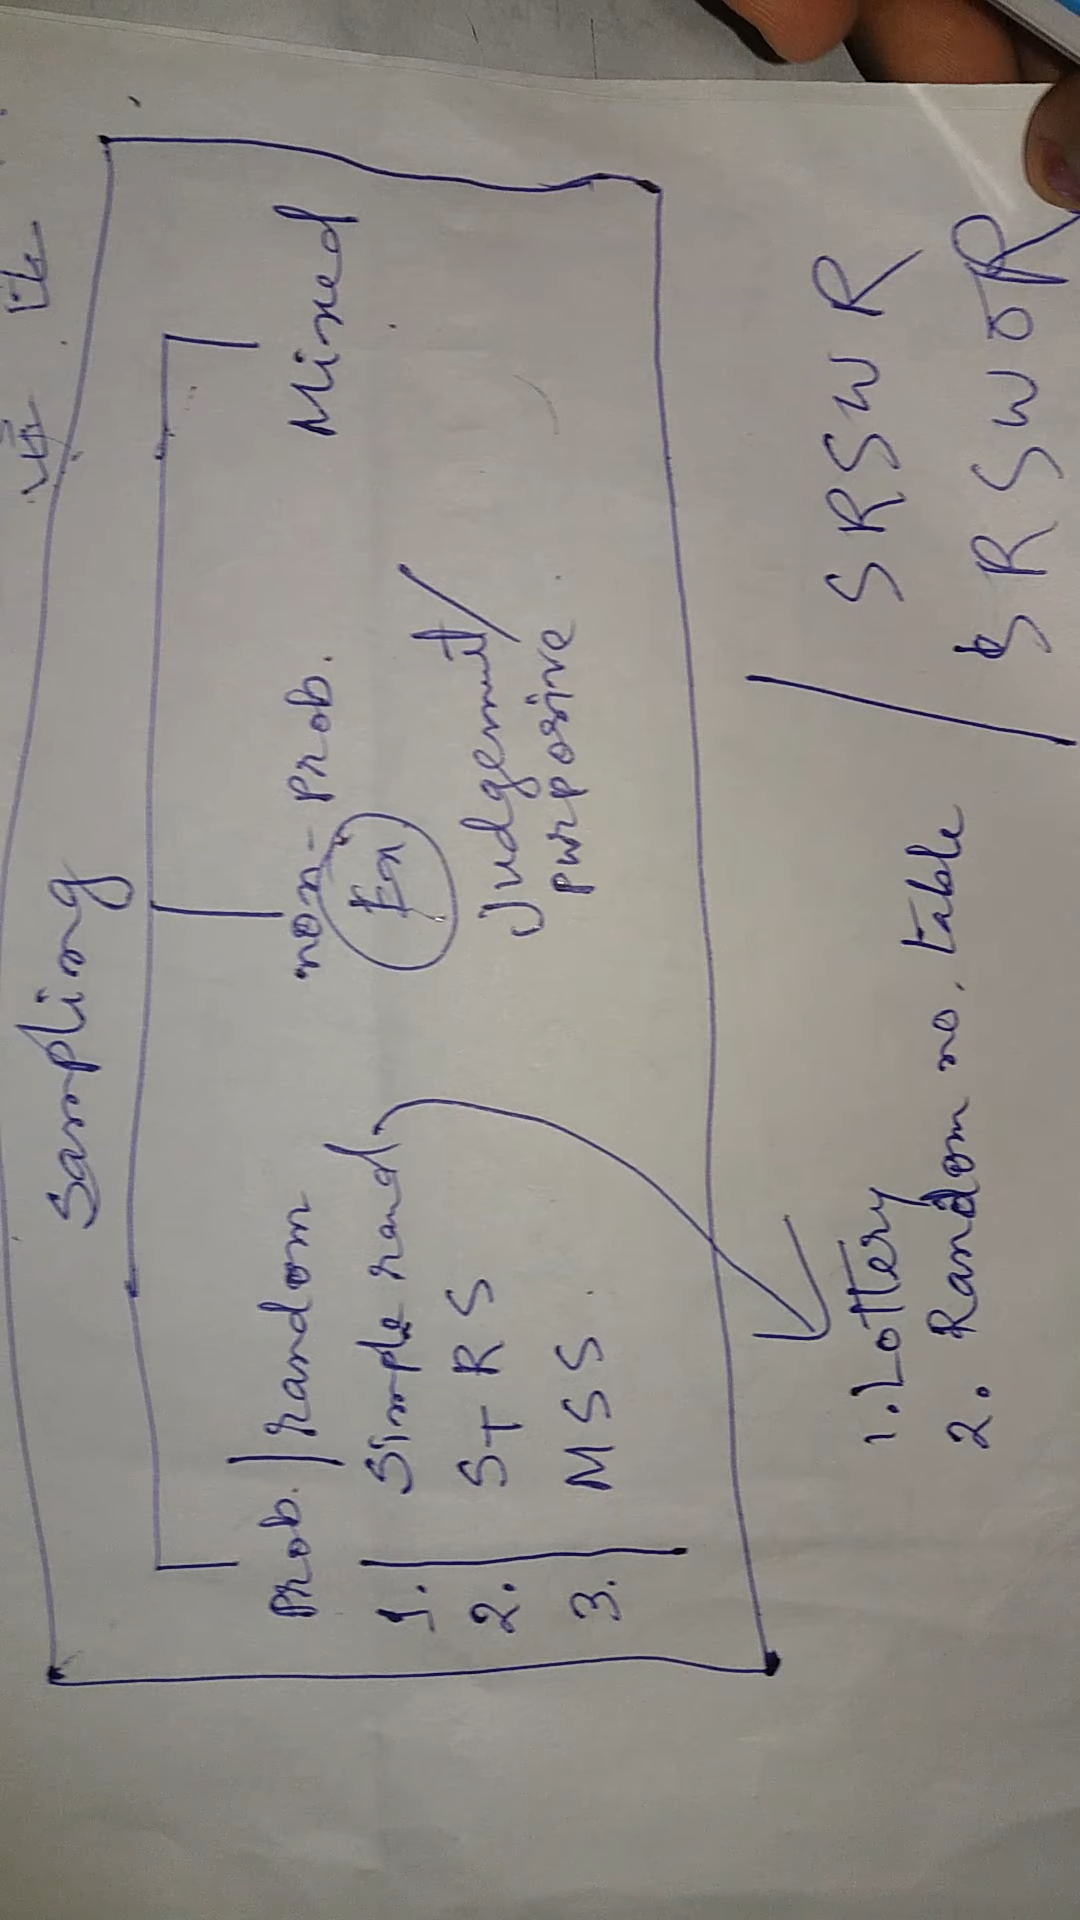 Sampling
Prob. / random
non-Prob.
Mixed
1. Simple rand
2. STRS
3. MSS.
Ex
Judgement/
purposive.
1. Lottery
2. Random no. table
SRSWR
SRSWOR